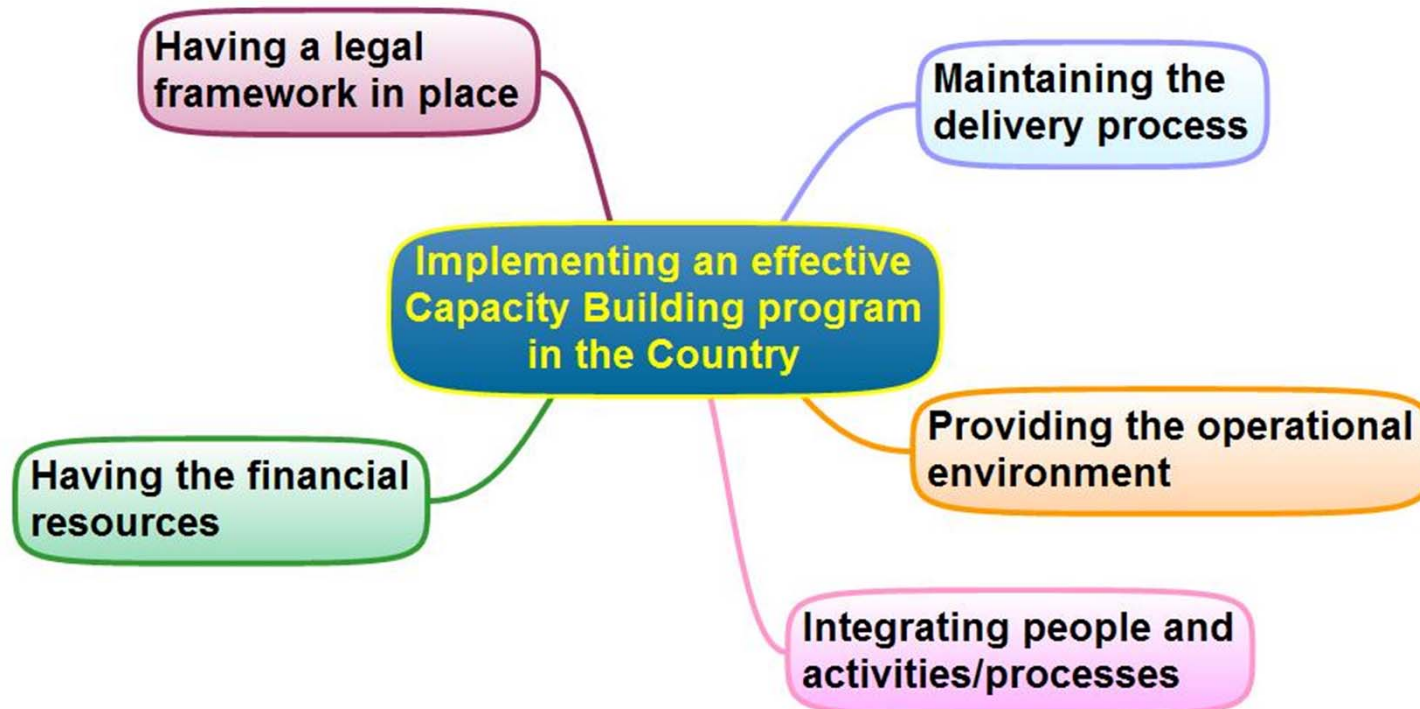 Having a legal
framework in place
Maintaining the
delivery process
Implementing an effective
Capacity Building program
in the Country
Providing the operational
environment
Having the financial
resources
Integrating people and
activities/processes